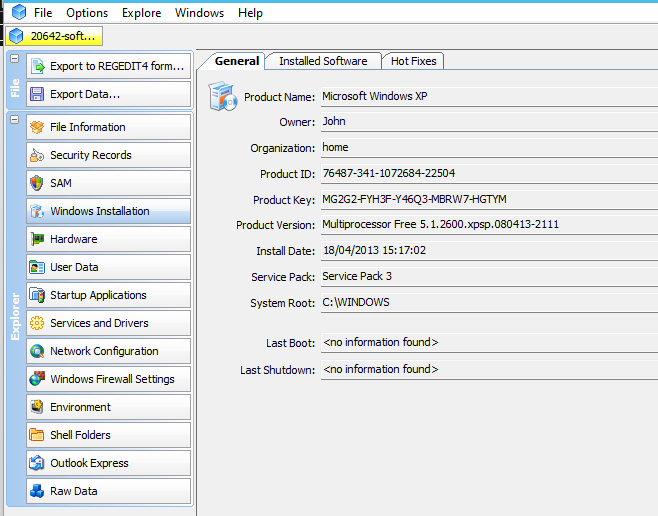 File Options Explore Windows Help
20642-soft...
File
Export to REGEDIT4 form...
Export Data...
Explorer
File Information
Security Records
SAM
Windows Installation
Hardware
User Data
Startup Applications
Services and Drivers
Network Configuration
Windows Firewall Settings
Environment
Shell Folders
Outlook Express
Raw Data
General Installed Software Hot Fixes
Product Name: Microsoft Windows XP
Owner: John
Organization: home
Product ID: 76487-341-1072684-22504
Product Key: MG2G2-FYH3F-Y46Q3-MBRW7-HGTYM
Product Version: Multiprocessor Free 5.1.2600.xpsp.080413-2111
Install Date: 18/04/2013 15:17:02
Service Pack: Service Pack 3
System Root: C:\WINDOWS
Last Boot: <no information found>
Last Shutdown: <no information found>